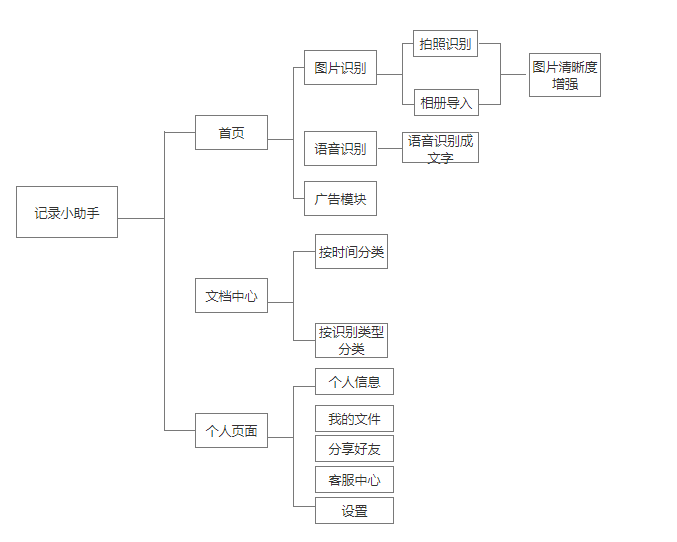 记录小助手
首页
图片识别
拍照识别
相册导入
图片清晰度
增强
语音识别
语音识别成
文字
广告模块
文档中心
按时间分类
按识别类型
分类
个人页面
个人信息
我的文件
分享好友
客服中心
设置